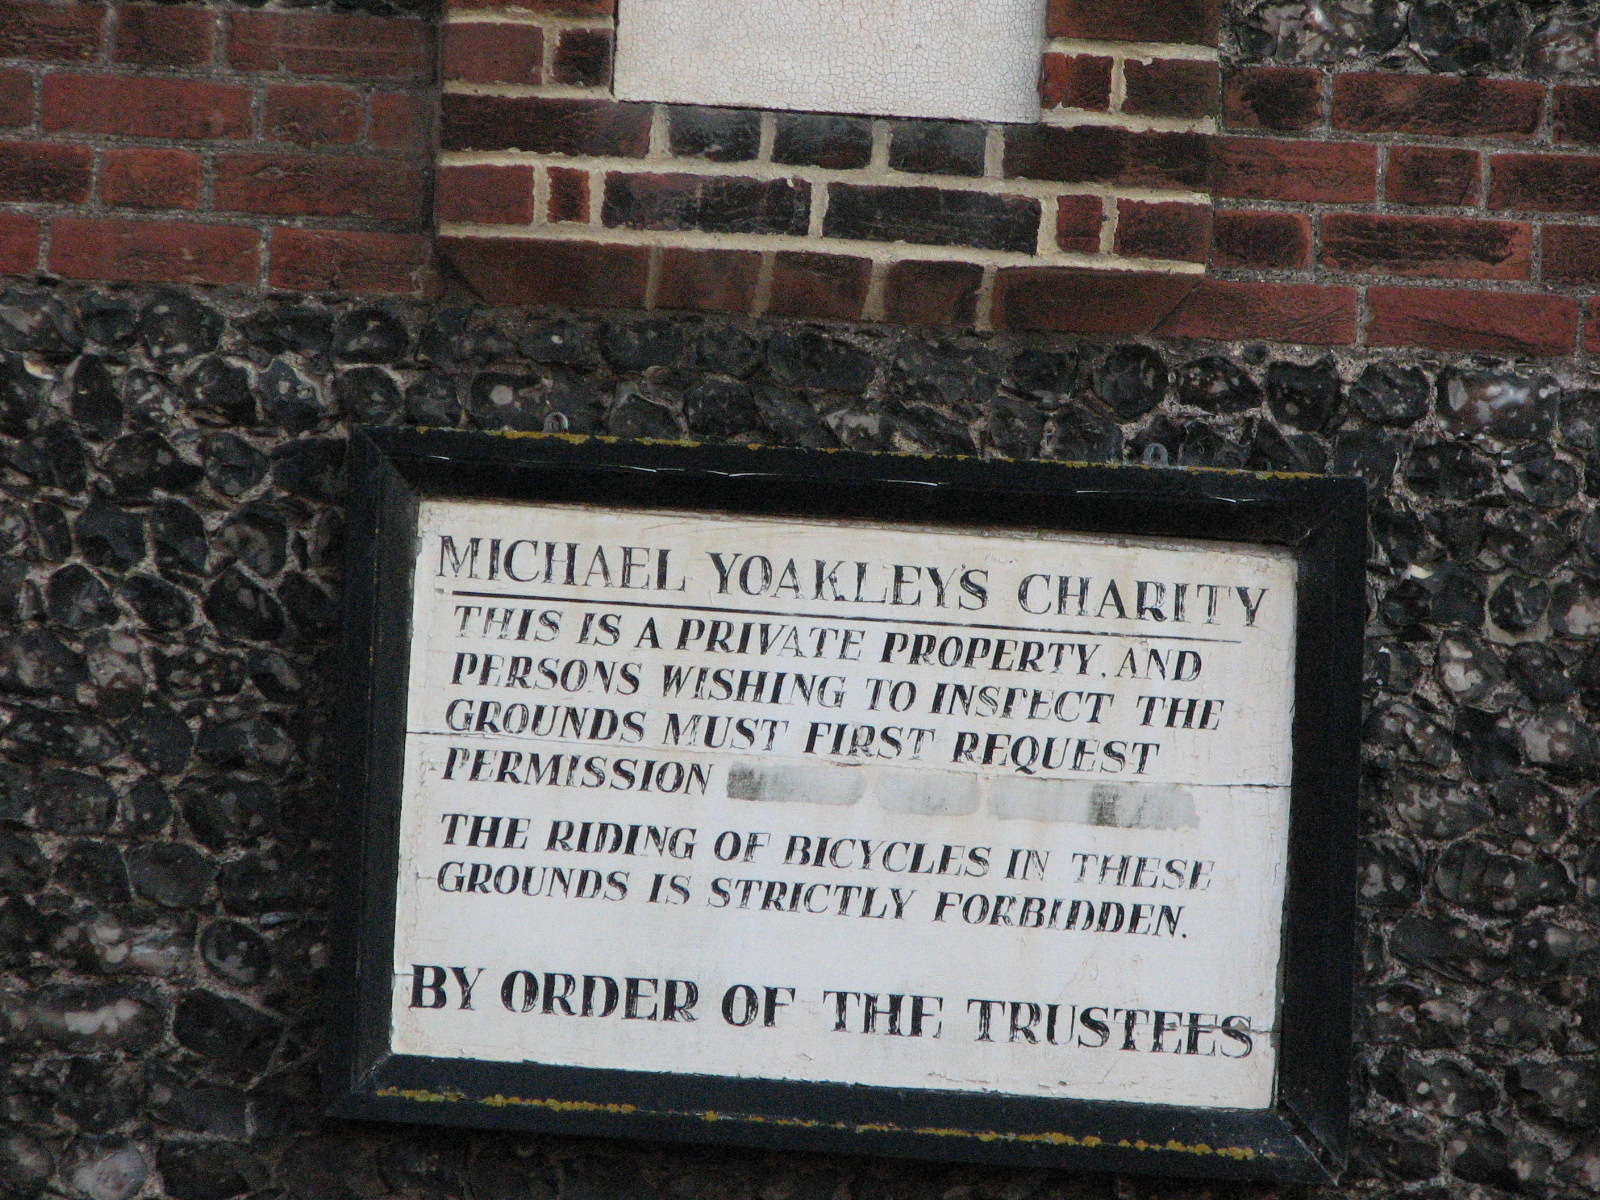 MICHAEL YOAKLEY'S CHARITY
THIS IS A PRIVATE PROPERTY, AND
PERSONS WISHING TO INSPECT THE
GROUNDS MUST FIRST REQUEST
PERMISSION
THE RIDING OF BICYCLES IN THESE
GROUNDS IS STRICTLY FORBIDDEN.
BY ORDER OF THE TRUSTEES